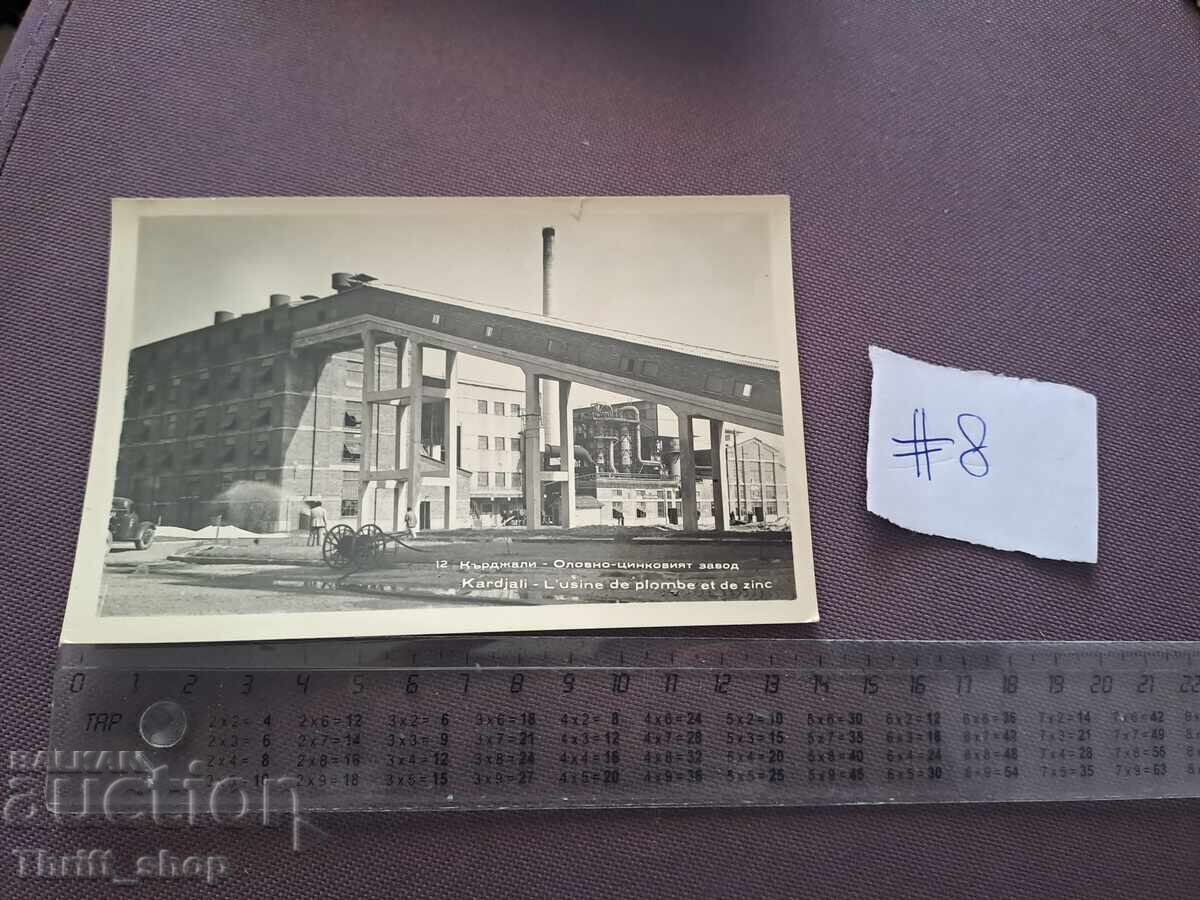 #8
12 Кърджали - Оловно-цинковият завод
Kardjali - L'usine de plombe et de zinc
0 1 2 3 4 5 6 7 8 9 10 11 12 13 14 15 16 17 18 19 20 21 22
TAP
2x2= 4 2x6=12 3x2= 6 3x6=18 4x2= 8 4x6=24 5x2=10 5x6=30 6x2=12 6x6=36 7x2=14 7x6=42
2x3= 6 2x7=14 3x3= 9 3x7=21 4x3=12 4x7=28 5x3=15 5x7=35 6x3=18 6x7=42 7x3=21 7x7=49
2x4= 8 2x8=16 3x4=12 3x8=24 4x4=16 4x8=32 5x4=20 5x8=40 6x4=24 6x8=48 7x4=28 7x8=56
2x9=18 3x5=15 3x9=27 4x5=20 4x9=36 5x5=25 5x9=45 6x5=30 6x9=54 7x5=35 7x9=63
BALKAN
auction
Thrift_shop